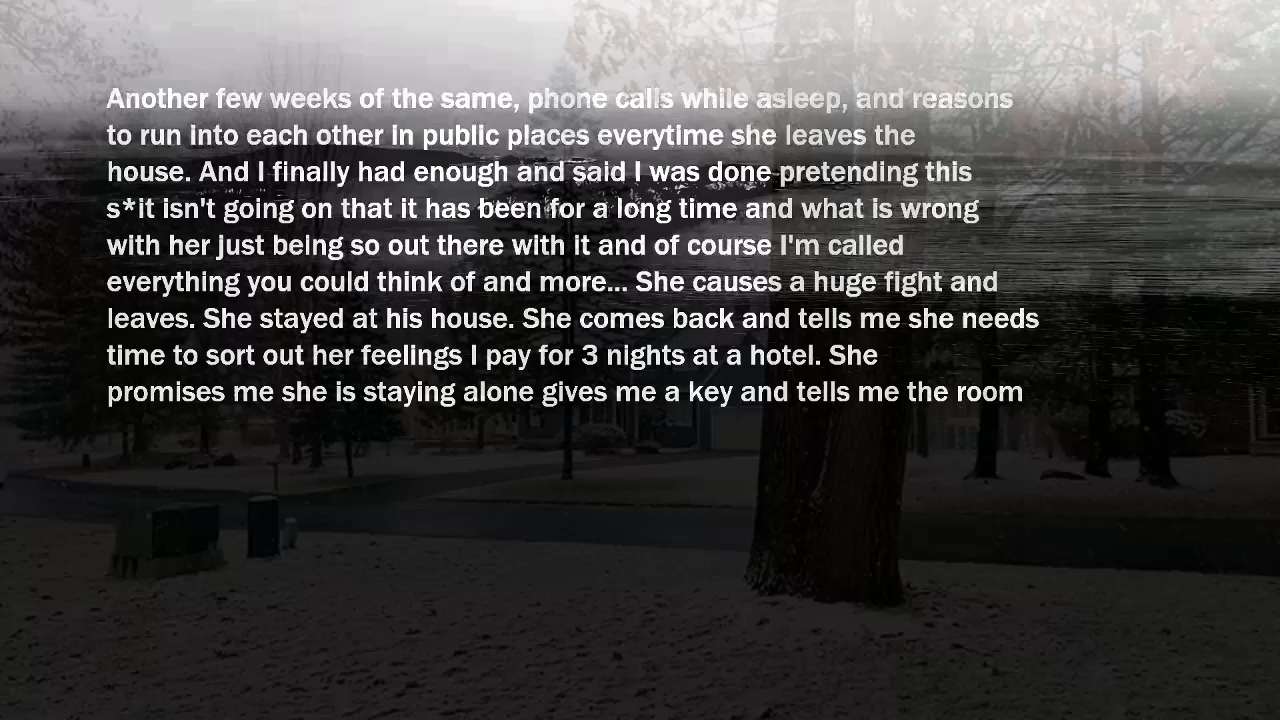 Another few weeks of the same, phone calls while asleep, and reasons
to run into each other in public places everytime she leaves the
house. And I finally had enough and said I was done pretending this
s*it isn't going on that it has been for a long time and what is wrong
with her just being so out there with it and of course I'm called
everything you could think of and more... She causes a huge fight and
leaves. She stayed at his house. She comes back and tells me she needs
time to sort out her feelings I pay for 3 nights at a hotel. She
promises me she is staying alone gives me a key and tells me the room